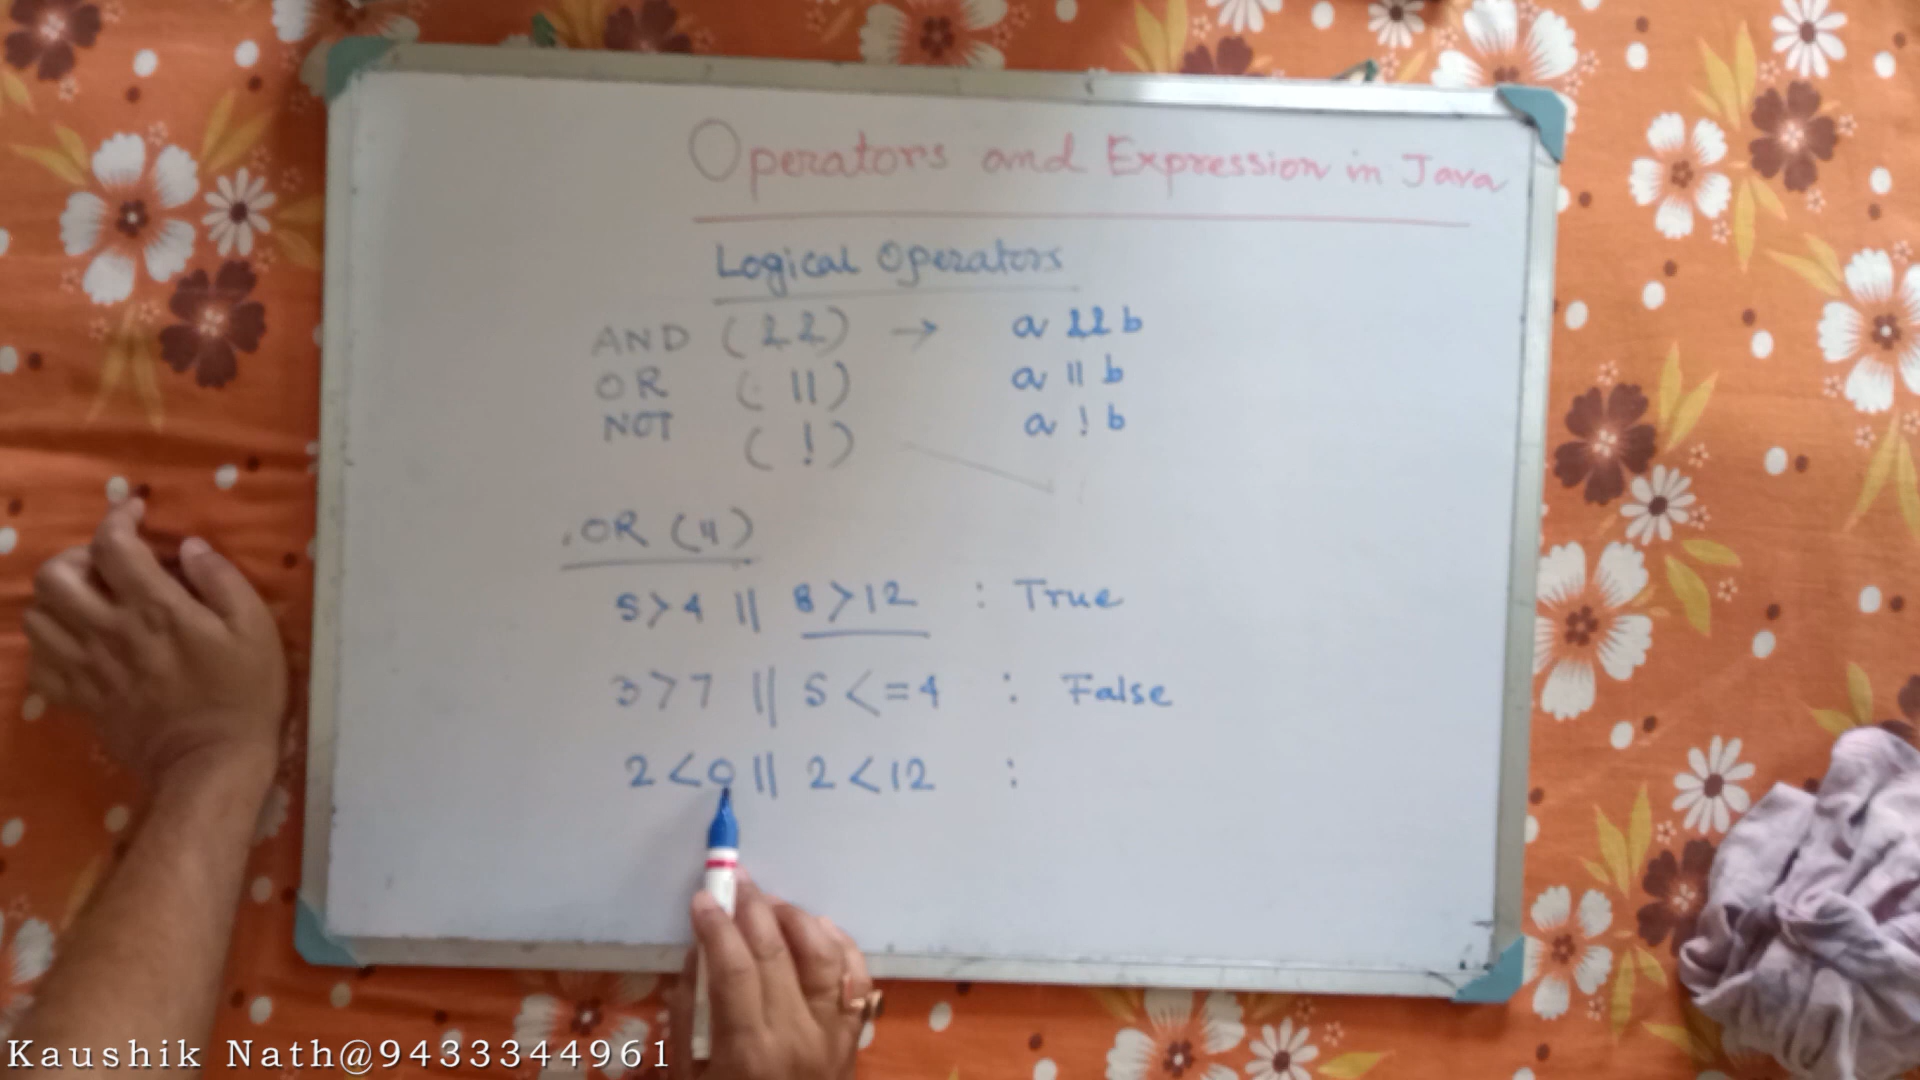 Operators and Expression in Java
Logical Operators
AND (&&) → a && b
OR (||) a || b
NOT (!) a ! b
.OR (||)
5>4 || 8>12 : True
3>7 || 5<=4 : False
2<0 || 2<12 :
Kaushik Nath@9433344961